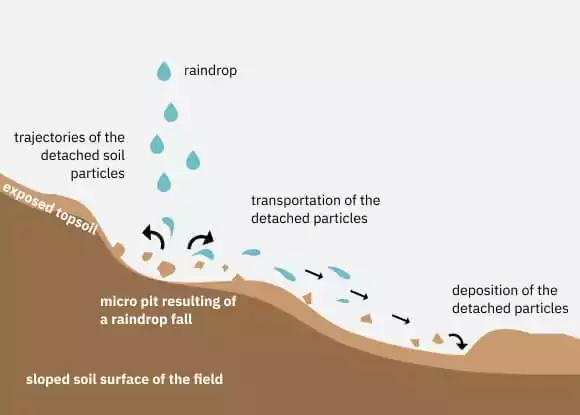 raindrop
trajectories of the
detached soil
particles
exposed topsoil
transportation of the
detached particles
micro pit resulting of
a raindrop fall
deposition of the
detached particles
sloped soil surface of the field